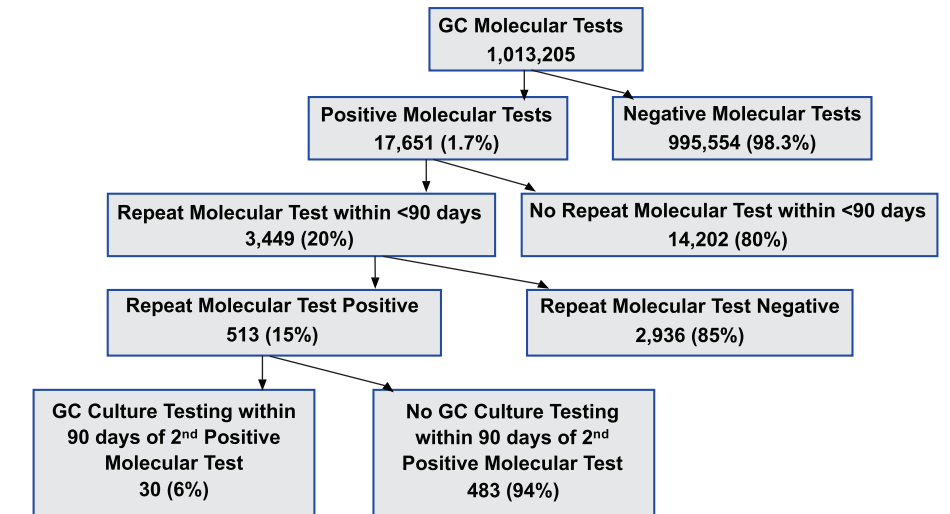 GC Molecular Tests
1,013,205
Positive Molecular Tests
17,651 (1.7%)
Negative Molecular Tests
995,554 (98.3%)
Repeat Molecular Test within <90 days
3,449 (20%)
No Repeat Molecular Test within <90 days
14,202 (80%)
Repeat Molecular Test Positive
513 (15%)
Repeat Molecular Test Negative
2,936 (85%)
GC Culture Testing within
90 days of 2nd Positive
Molecular Test
30 (6%)
No GC Culture Testing
within 90 days of 2nd
Positive Molecular Test
483 (94%)